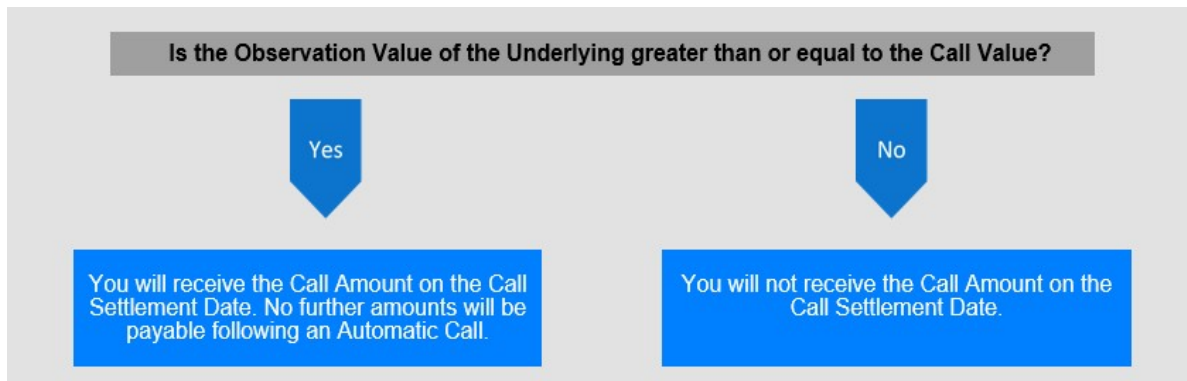 Is the Observation Value of the Underlying greater than or equal to the Call Value?
Yes
No
You will receive the Call Amount on the Call
Settlement Date. No further amounts will be
payable following an Automatic Call.
You will not receive the Call Amount on the
Call Settlement Date.